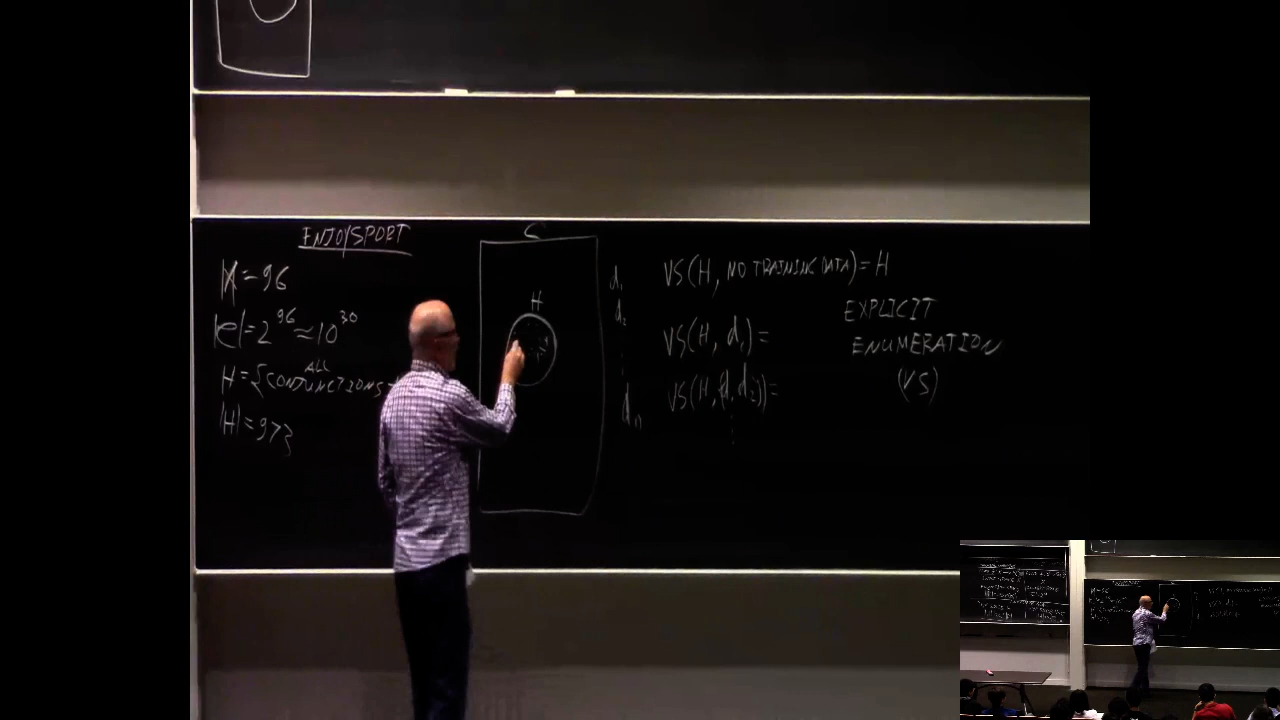 ENJOYSPORT
|X| = 96
|C| = 2^96 ≈ 10^30
H = {ALL CONJUNCTIONS
|H| = 973
C
H
d₁
d₂
dₙ
VS(H, NO TRAINING DATA) = H
VS(H, d₁) =
VS(H, {d₁, d₂}) =
EXPLICIT
ENUMERATION
(VS)